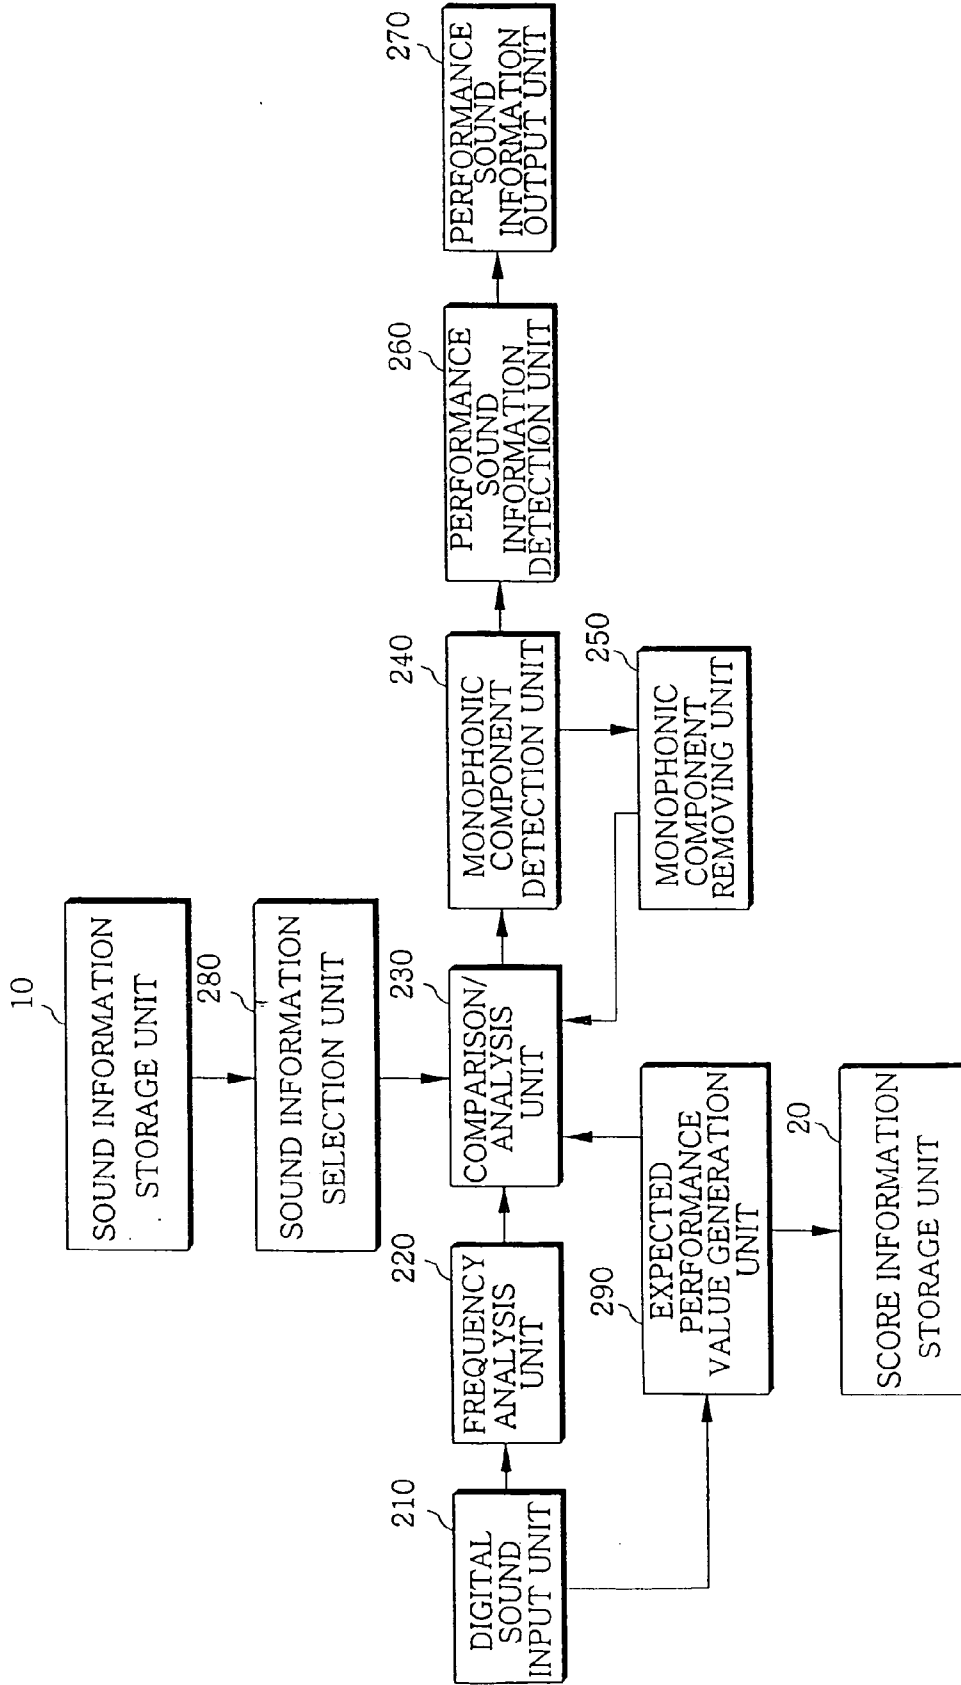 10
SOUND INFORMATION
STORAGE UNIT
280
SOUND INFORMATION
SELECTION UNIT
210
DIGITAL
SOUND
INPUT UNIT
220
FREQUENCY
ANALYSIS
UNIT
230
COMPARISON/
ANALYSIS
UNIT
240
MONOPHONIC
COMPONENT
DETECTION UNIT
260
PERFORMANCE
SOUND
INFORMATION
DETECTION UNIT
270
PERFORMANCE
SOUND
INFORMATION
OUTPUT UNIT
250
MONOPHONIC
COMPONENT
REMOVING UNIT
290
EXPECTED
PERFORMANCE
VALUE GENERATION
UNIT
20
SCORE INFORMATION
STORAGE UNIT